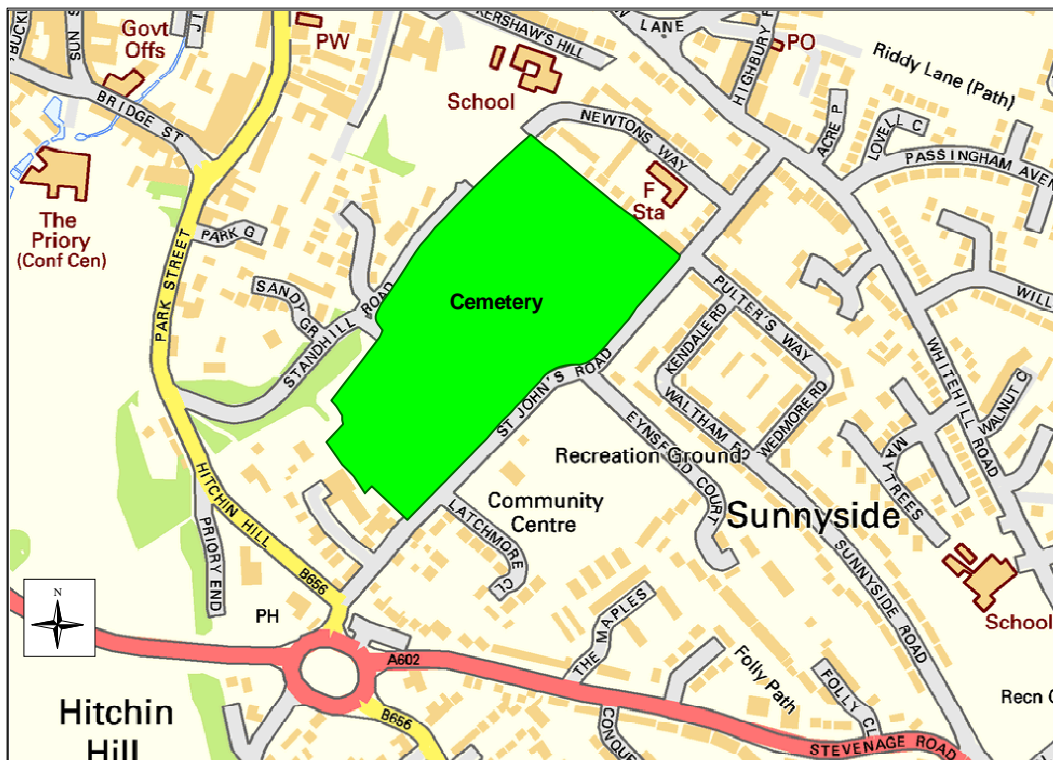 KERSHAW'S HILL
LANE
HIGHBURY
PO
Riddy Lane (Path)
Govt
Offs
SUN
PW
School
BRIDGE ST
NEWTONS WAY
ACRE P
LOVELL C
PASSINGHAM AVEN
F
Sta
The
Priory
(Conf Cen)
PARK G
PARK STREET
SANDY GR
STANDHILL ROAD
Cemetery
PULTER'S WAY
KENDALE RD
WILL
WALTHAM RD
WEDMORE RD
WHITEHILL ROAD
WALNUT C
ST JOHN'S ROAD
EYNSFORD COURT
Recreation Ground
MAYTREES
HITCHIN HILL
B656
PRIORY END
Community
Centre
LATCHMORE CL
Sunnyside
SUNNYSIDE ROAD
School
N
PH
THE MAPLES
A602
Folly Path
FOLLY CL
Recn
B656
CONQUE
STEVENAGE ROAD
Hitchin
Hill